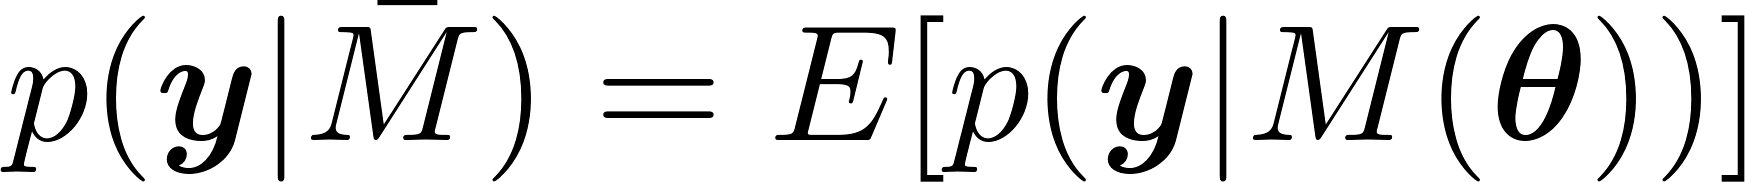 p(𝒚|M̄) = E[p(𝒚|M(𝜽))]